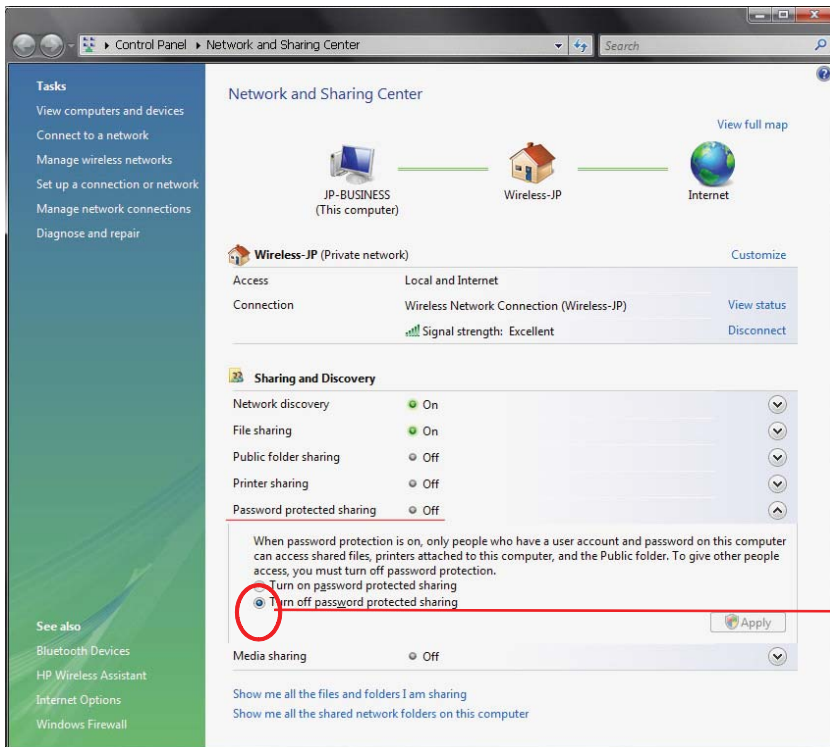 Control Panel ▸ Network and Sharing Center
Search
Tasks
View computers and devices
Connect to a network
Manage wireless networks
Set up a connection or network
Manage network connections
Diagnose and repair
See also
Bluetooth Devices
HP Wireless Assistant
Internet Options
Windows Firewall
Network and Sharing Center
View full map
JP-BUSINESS
(This computer)
Wireless-JP
Internet
Wireless-JP (Private network) Customize
Access Local and Internet
Connection Wireless Network Connection (Wireless-JP) View status
Signal strength: Excellent Disconnect
Sharing and Discovery
Network discovery On
File sharing On
Public folder sharing Off
Printer sharing Off
Password protected sharing Off
When password protection is on, only people who have a user account and password on this computer
can access shared files, printers attached to this computer, and the Public folder. To give other people
access, you must turn off password protection.
Turn on password protected sharing
Turn off password protected sharing
Apply
Media sharing Off
Show me all the files and folders I am sharing
Show me all the shared network folders on this computer